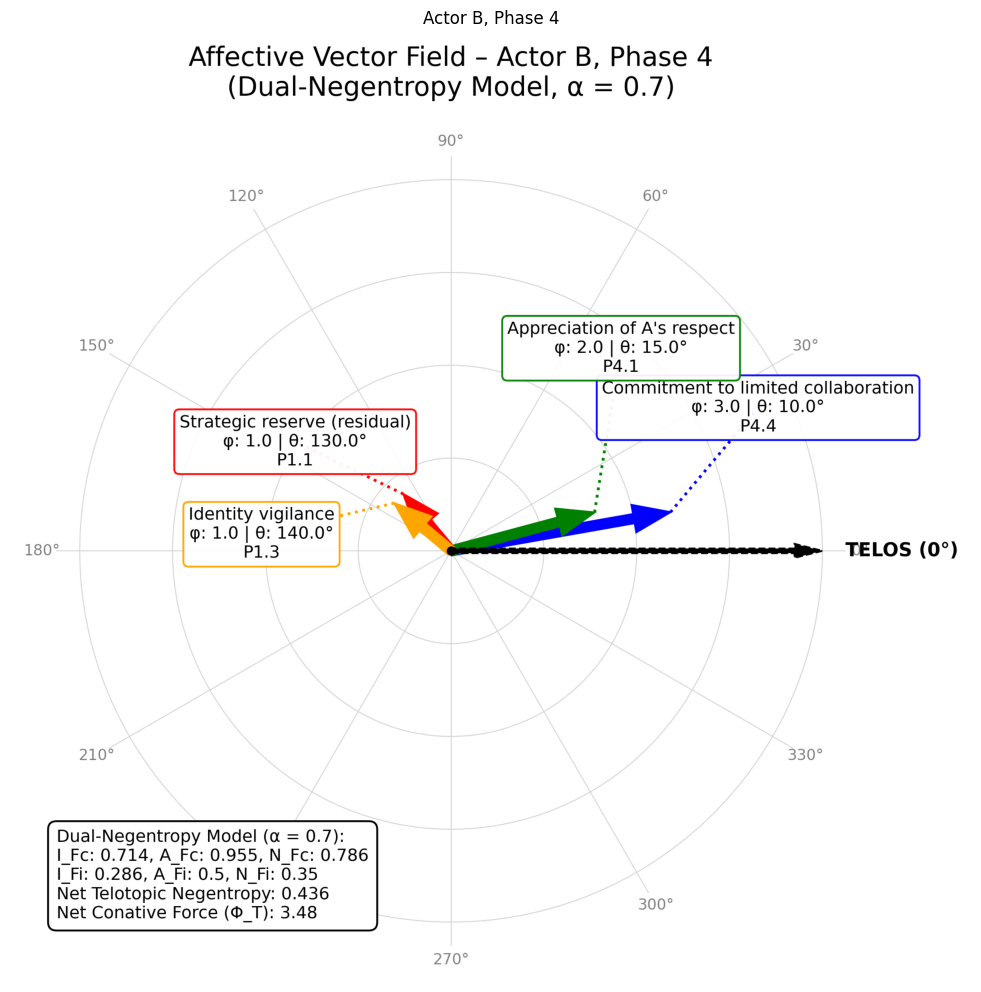 Actor B, Phase 4
Affective Vector Field – Actor B, Phase 4
(Dual-Negentropy Model, α = 0.7)
90°
120°
60°
150°
30°
Appreciation of A's respect
φ: 2.0 | θ: 15.0°
P4.1
Commitment to limited collaboration
φ: 3.0 | θ: 10.0°
P4.4
Strategic reserve (residual)
φ: 1.0 | θ: 130.0°
P1.1
Identity vigilance
φ: 1.0 | θ: 140.0°
P1.3
180°
TELOS (0°)
210°
330°
Dual-Negentropy Model (α = 0.7):
I_Fc: 0.714, A_Fc: 0.955, N_Fc: 0.786
I_Fi: 0.286, A_Fi: 0.5, N_Fi: 0.35
Net Telotopic Negentropy: 0.436
Net Conative Force (Φ_T): 3.48
300°
270°